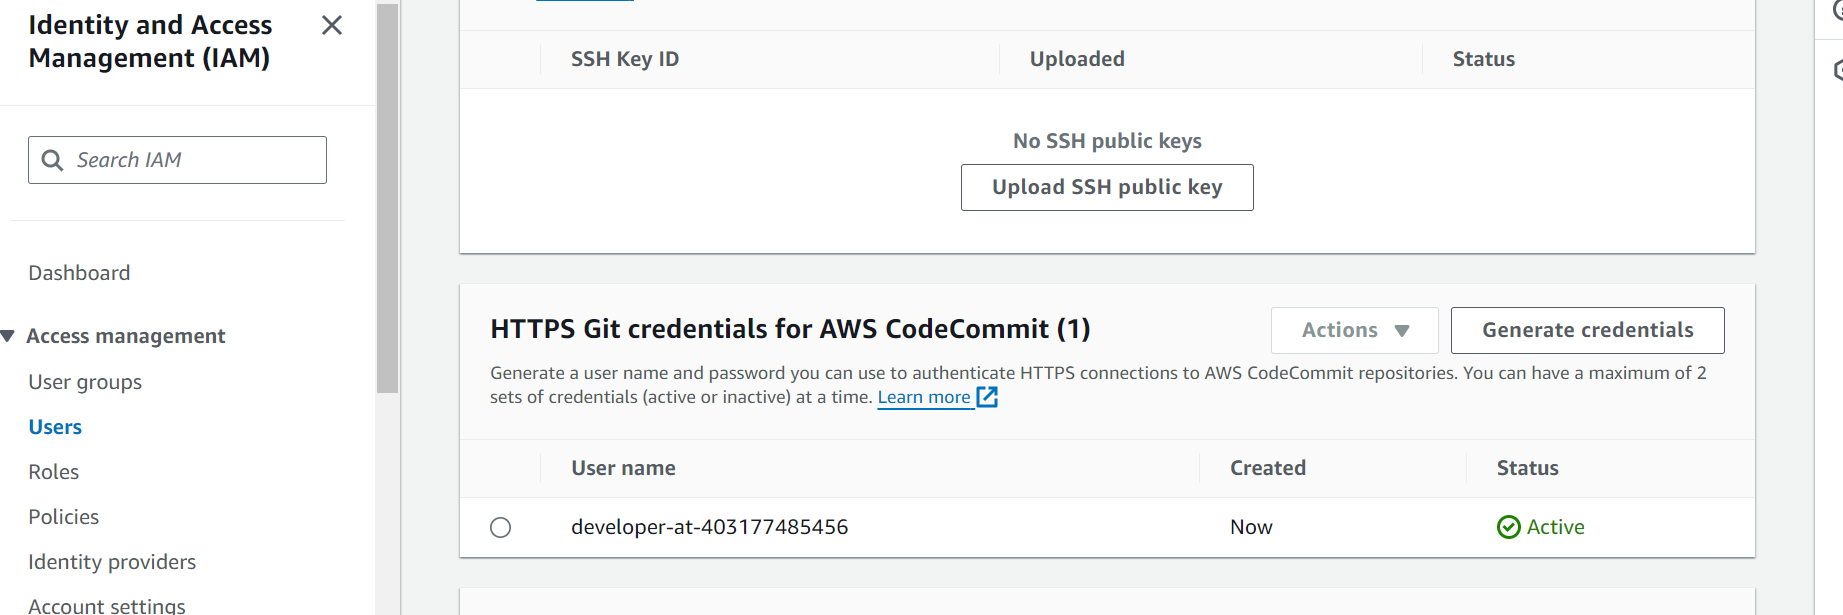 Identity and Access
Management (IAM)
Search IAM
Dashboard
Access management
User groups
Users
Roles
Policies
Identity providers
Account settings
SSH Key ID Uploaded Status
No SSH public keys
Upload SSH public key
HTTPS Git credentials for AWS CodeCommit (1) Actions Generate credentials
Generate a user name and password you can use to authenticate HTTPS connections to AWS CodeCommit repositories. You can have a maximum of 2
sets of credentials (active or inactive) at a time. Learn more
User name Created Status
developer-at-403177485456 Now Active